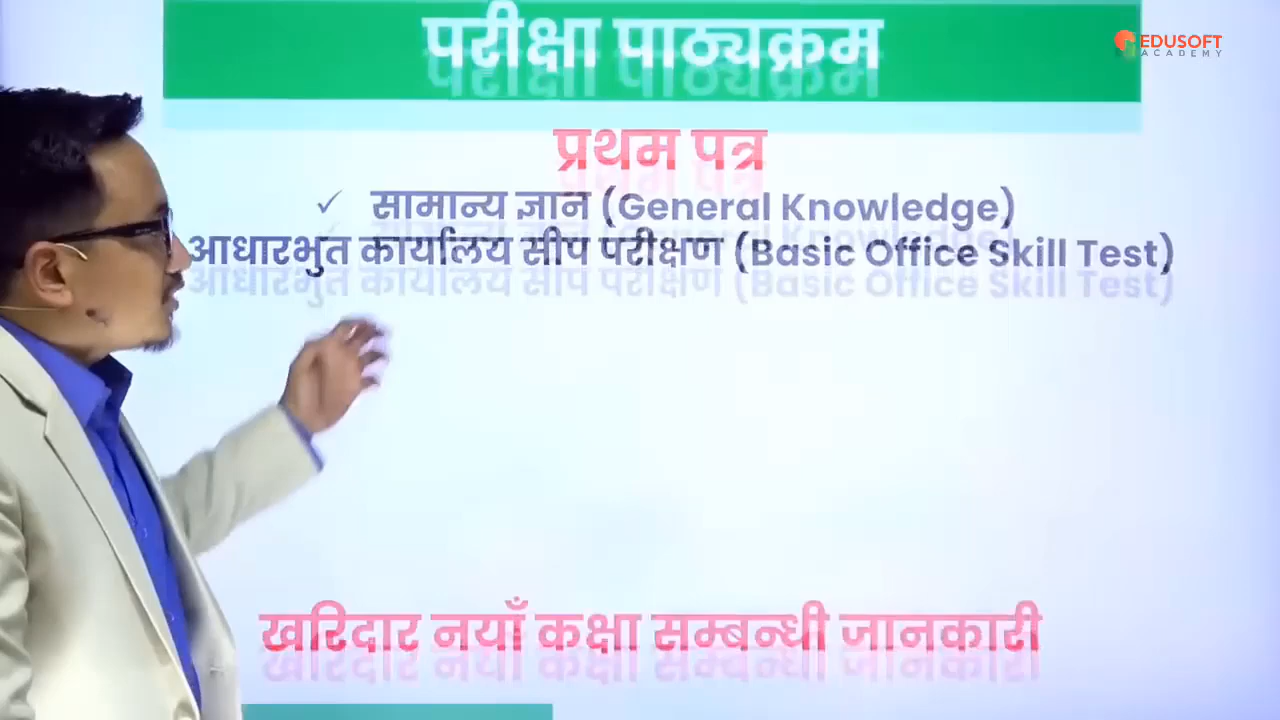 परीक्षा पाठ्यक्रम
EDUSOFT
ACADEMY
प्रथम पत्र
✓ सामान्य ज्ञान (General Knowledge)
आधारभुत कार्यालय सीप परीक्षण (Basic Office Skill Test)
खरिदार नयाँ कक्षा सम्बन्धी जानकारी